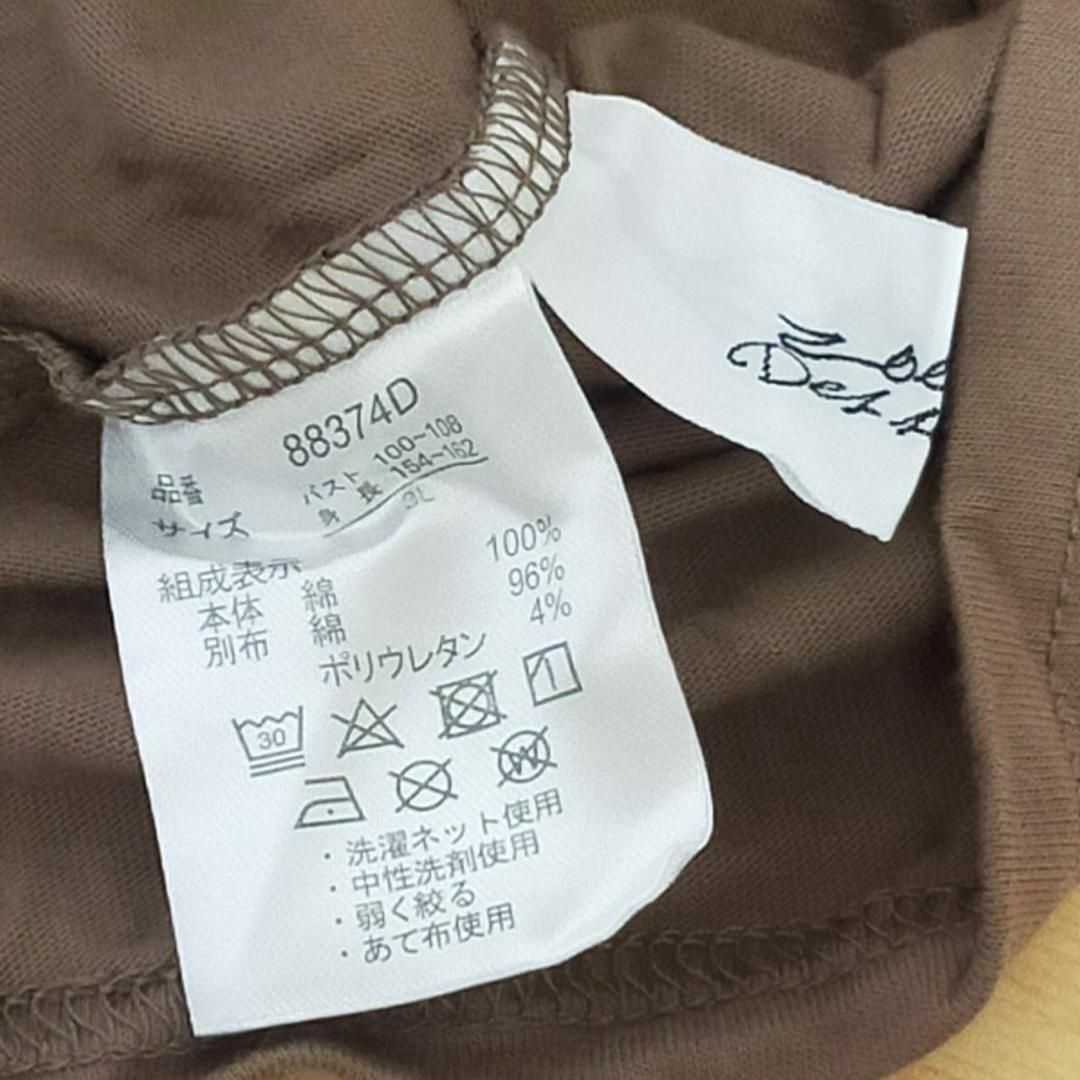 品番 88374D
サイズ バスト 100~108
身 長 154~162
3L
組成表示
本体 綿 100%
別布 綿 96%
ポリウレタン 4%
30
W
・洗濯ネット使用
・中性洗剤使用
・弱く絞る
・あて布使用